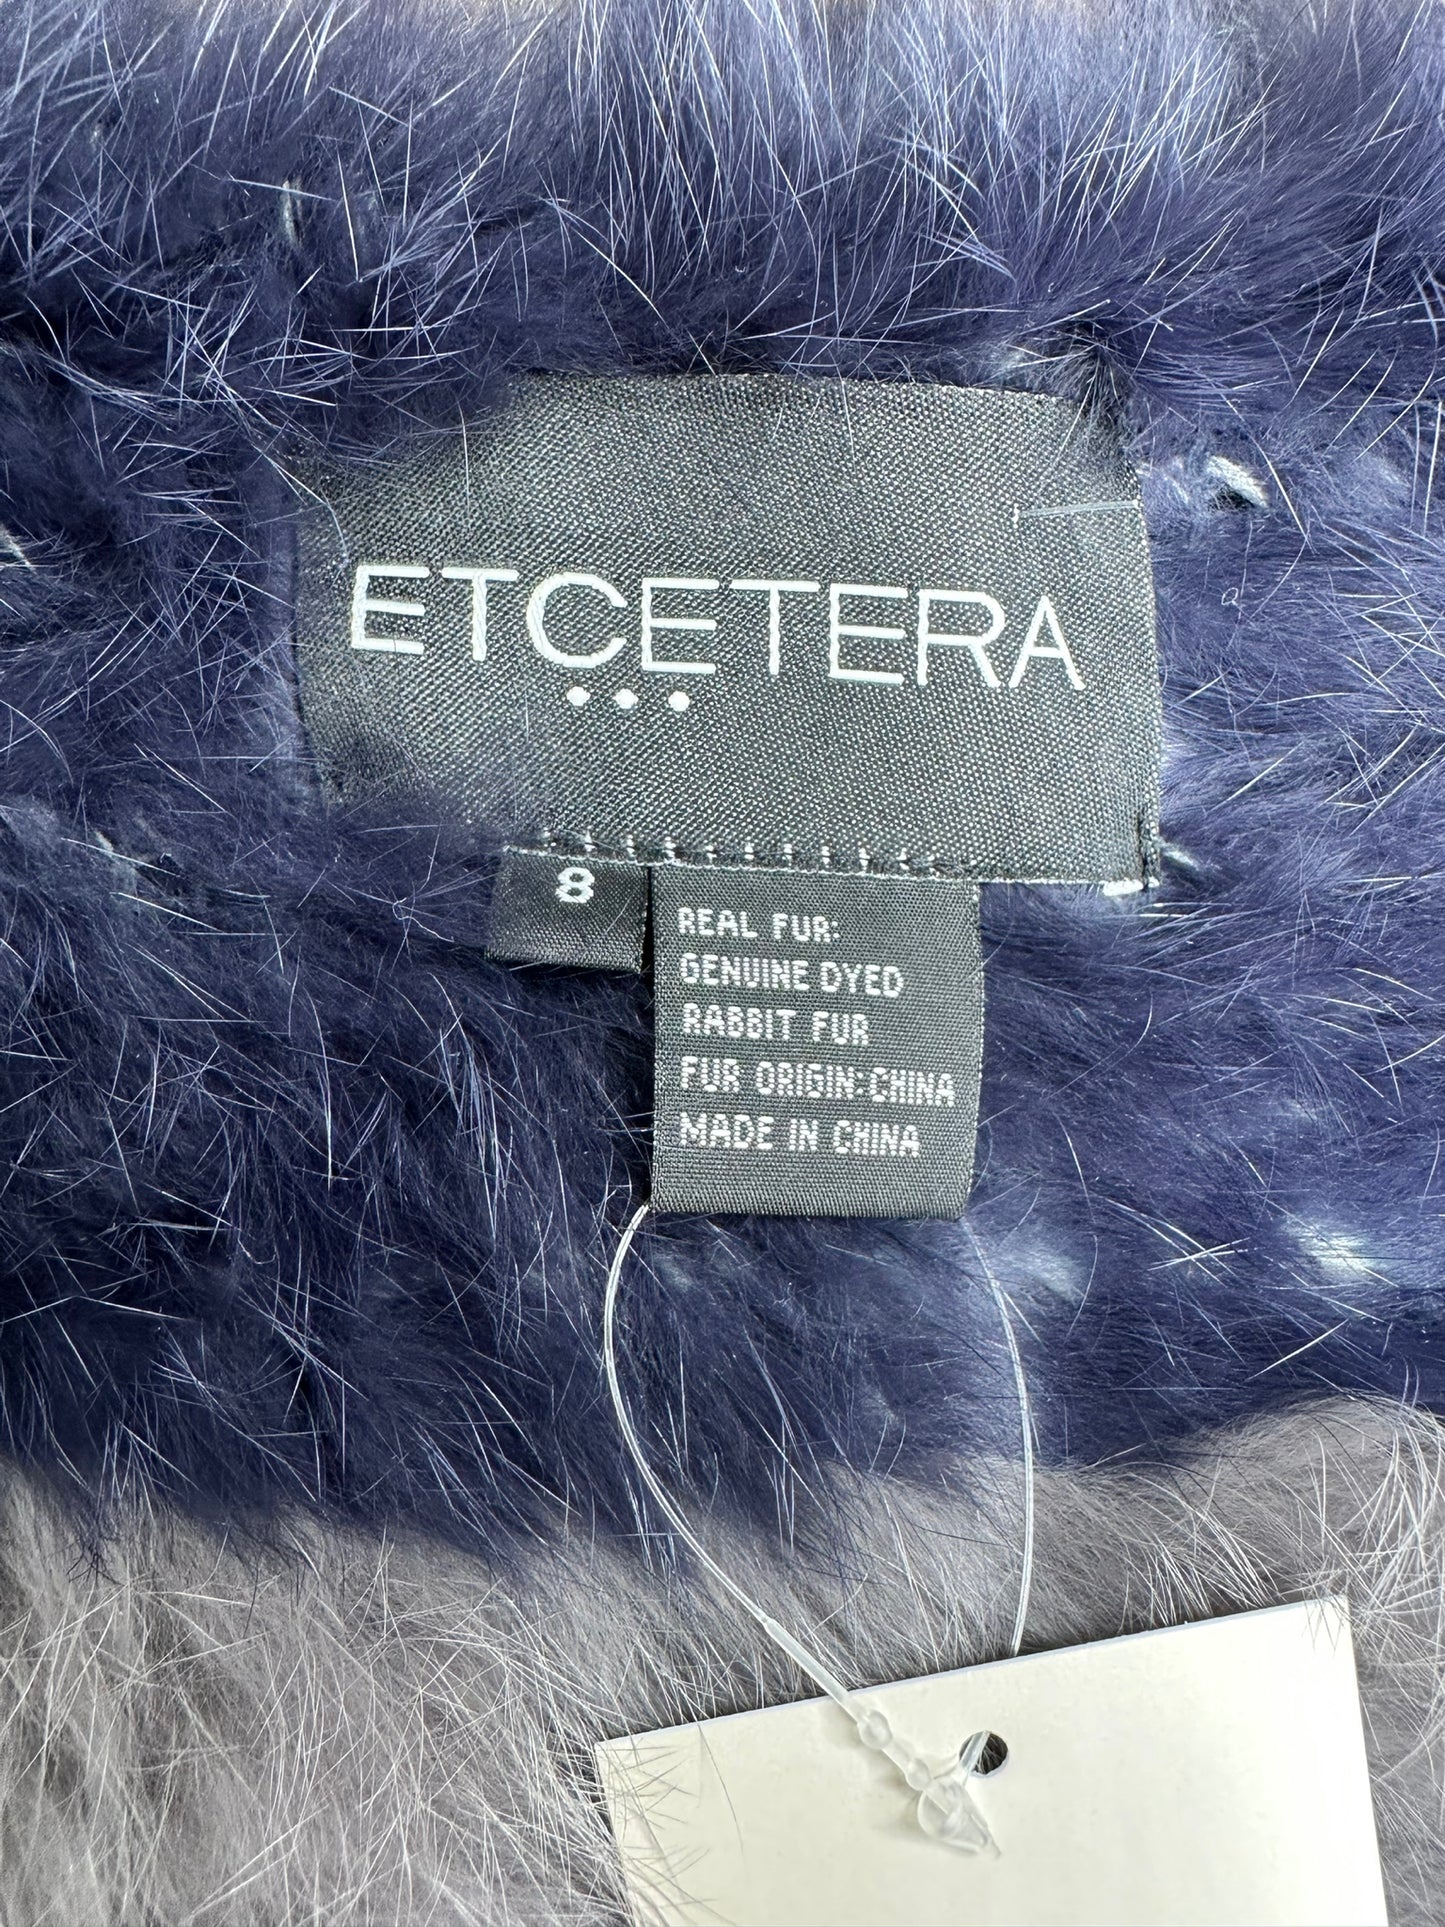 ETCETERA
8
REAL FUR:
GENUINE DYED
RABBIT FUR
FUR ORIGIN:CHINA
MADE IN CHINA